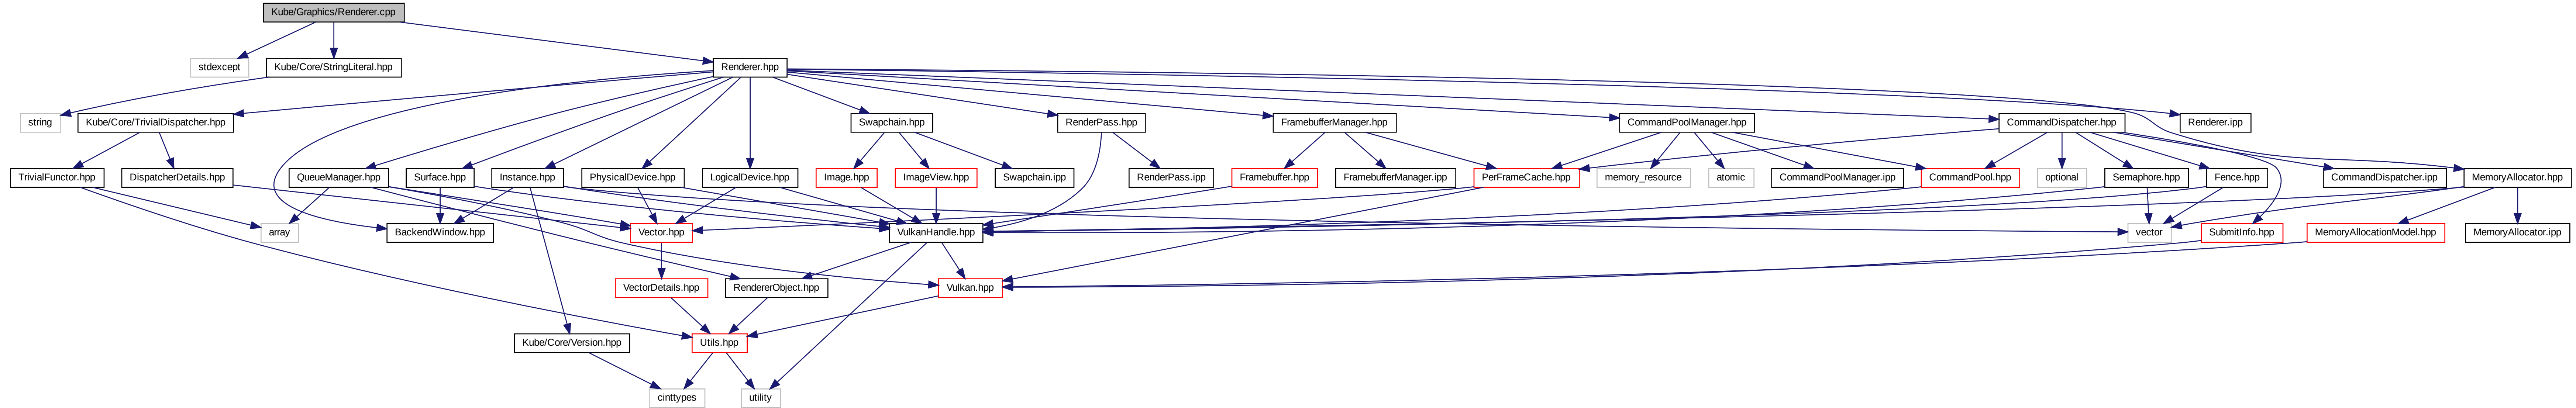 Kube/Graphics/Renderer.cpp
stdexcept
Kube/Core/StringLiteral.hpp
Renderer.hpp
string
Kube/Core/TrivialDispatcher.hpp
Swapchain.hpp
RenderPass.hpp
FramebufferManager.hpp
CommandPoolManager.hpp
CommandDispatcher.hpp
Renderer.ipp
TrivialFunctor.hpp
DispatcherDetails.hpp
QueueManager.hpp
Surface.hpp
Instance.hpp
PhysicalDevice.hpp
LogicalDevice.hpp
Image.hpp
ImageView.hpp
Swapchain.ipp
RenderPass.ipp
Framebuffer.hpp
FramebufferManager.ipp
PerFrameCache.hpp
memory_resource
atomic
CommandPoolManager.ipp
CommandPool.hpp
optional
Semaphore.hpp
Fence.hpp
CommandDispatcher.ipp
MemoryAllocator.hpp
array
BackendWindow.hpp
Vector.hpp
VulkanHandle.hpp
vector
SubmitInfo.hpp
MemoryAllocationModel.hpp
MemoryAllocator.ipp
VectorDetails.hpp
RendererObject.hpp
Vulkan.hpp
Kube/Core/Version.hpp
Utils.hpp
cinttypes
utility